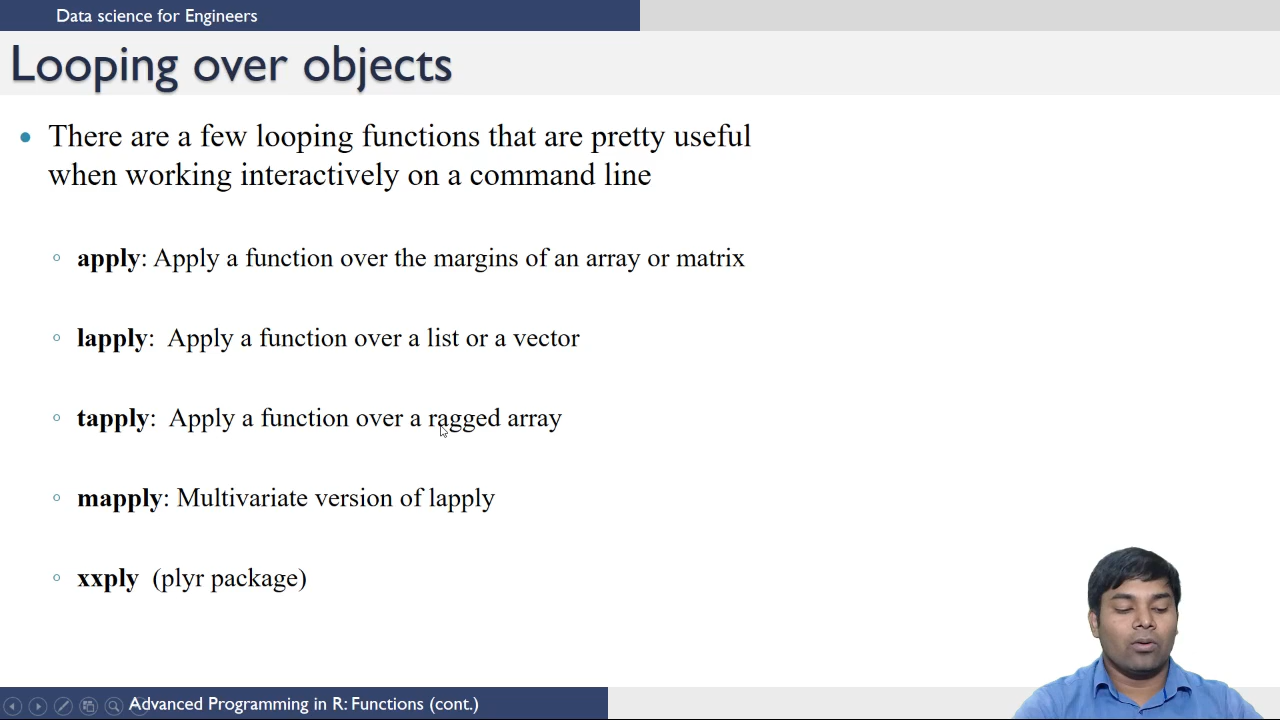 Data science for Engineers
Looping over objects
There are a few looping functions that are pretty useful
when working interactively on a command line
apply: Apply a function over the margins of an array or matrix
lapply: Apply a function over a list or a vector
tapply: Apply a function over a ragged array
mapply: Multivariate version of lapply
xxply (plyr package)
Advanced Programming in R: Functions (cont.)